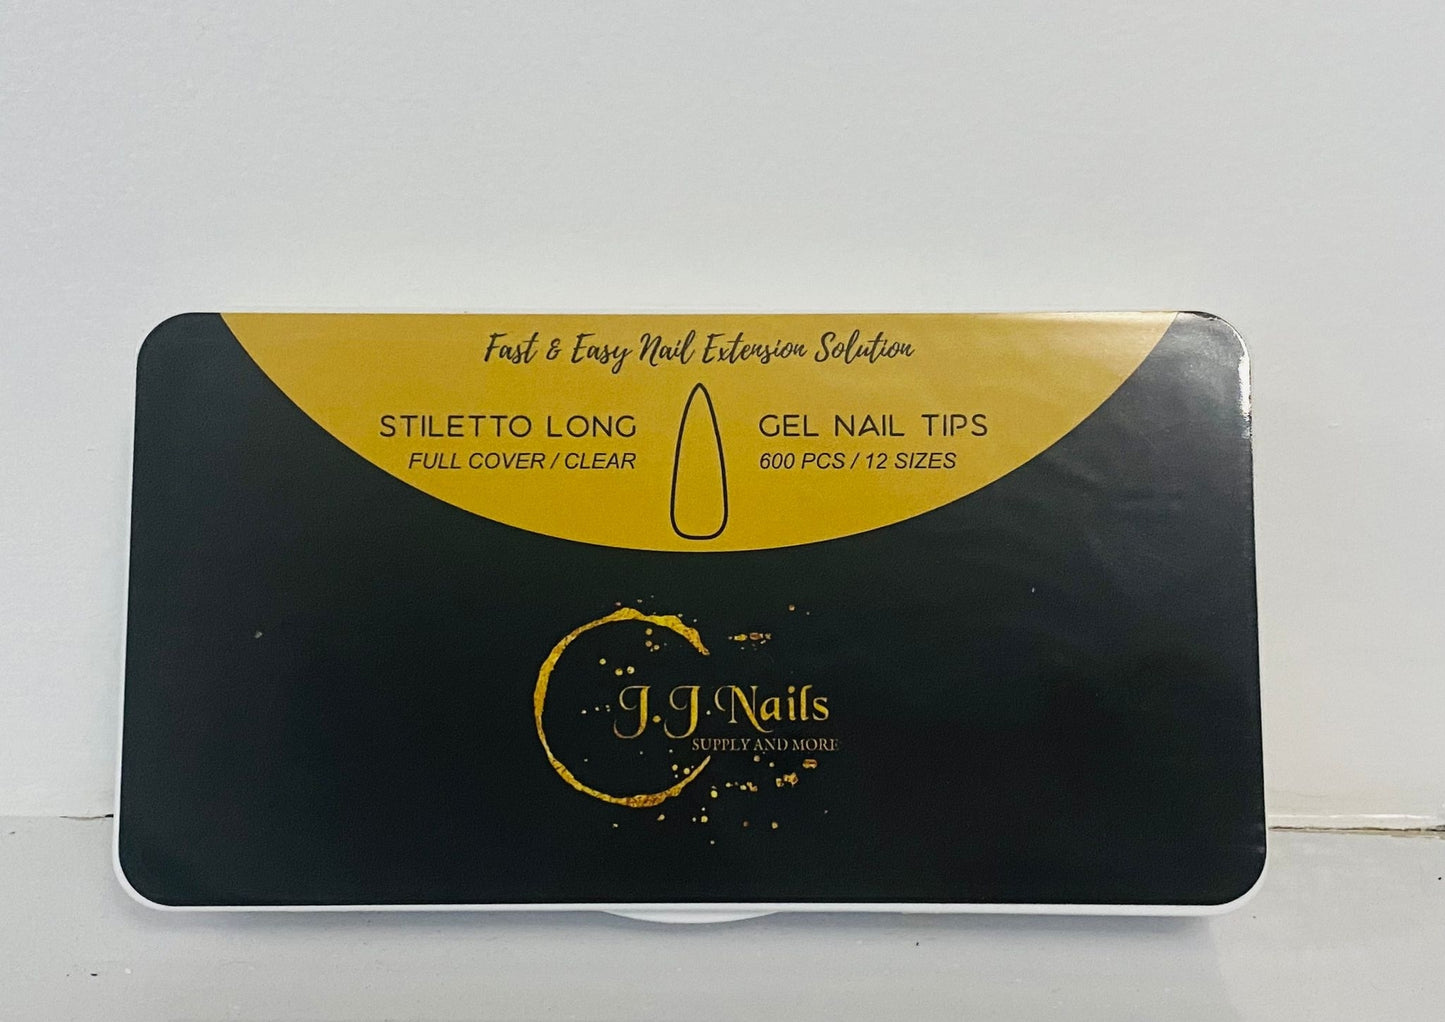 Fast & Easy Nail Extension Solution
STILETTO LONG
FULL COVER / CLEAR
GEL NAIL TIPS
600 PCS / 12 SIZES
J.J.Nails
SUPPLY AND MORE